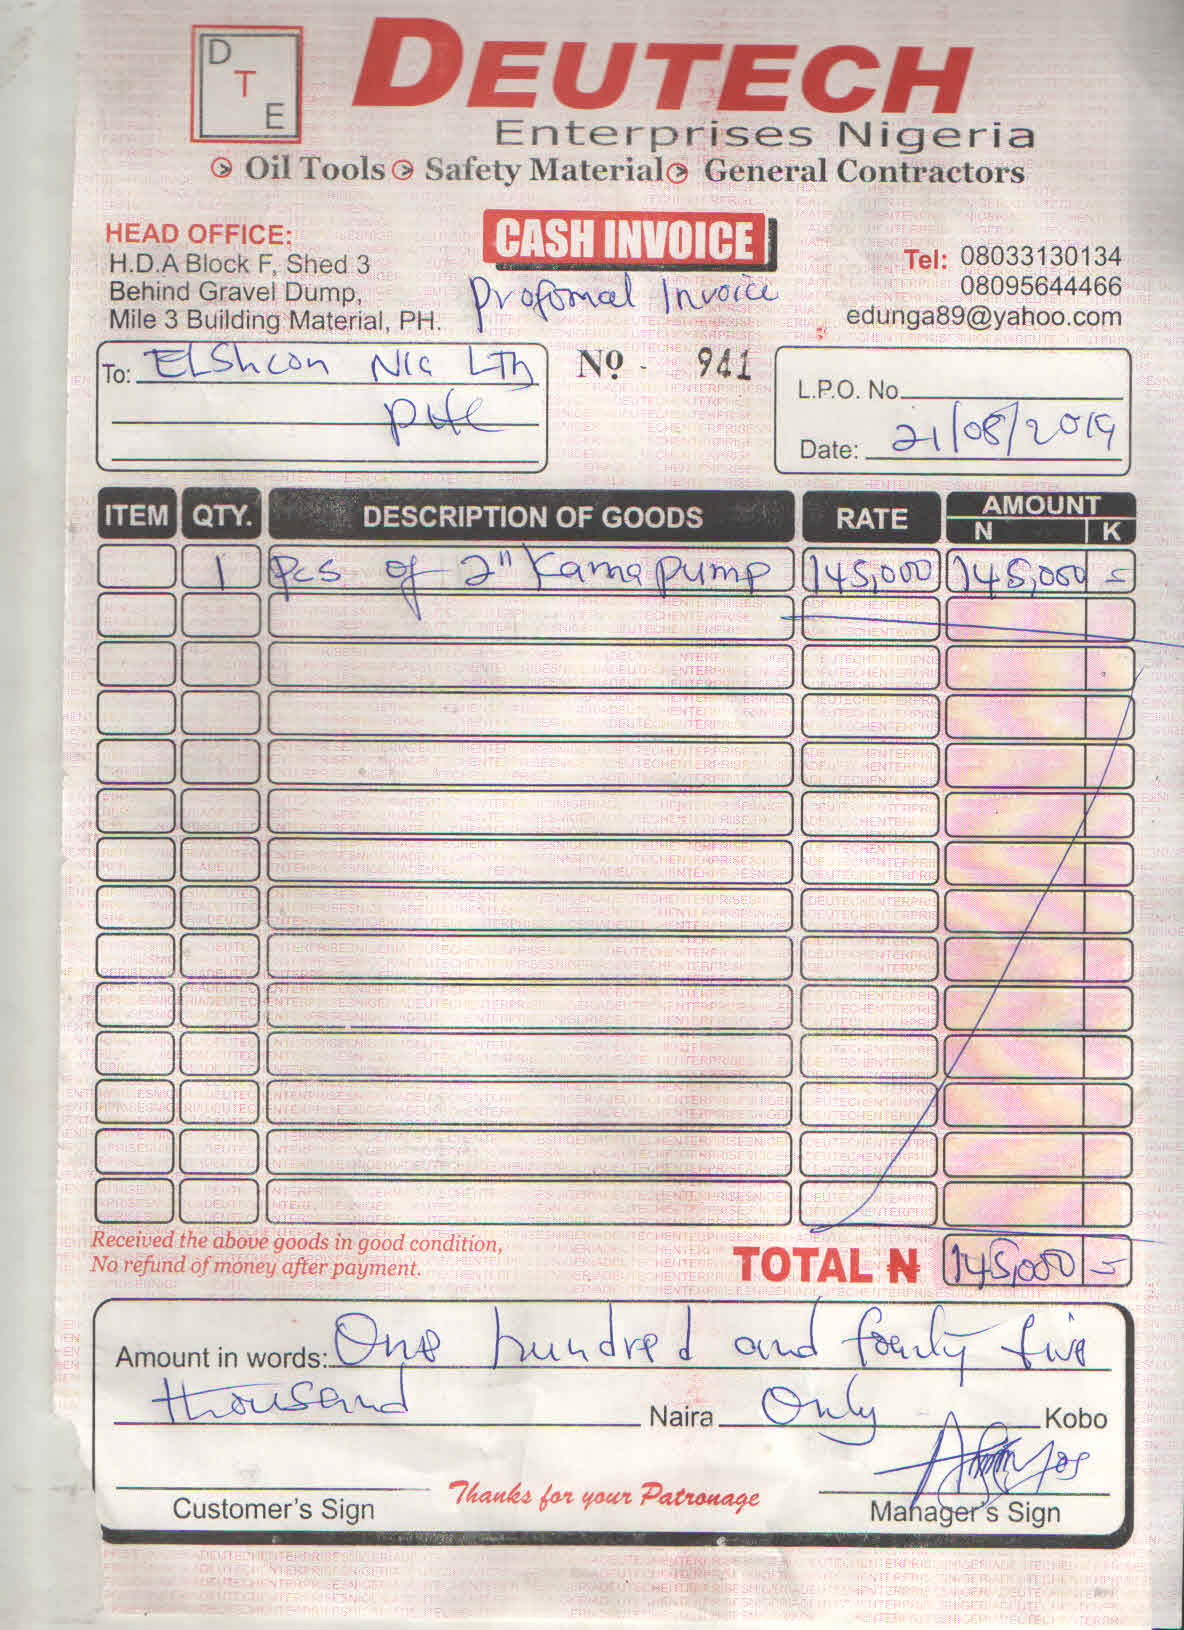 D
T
E
DEUTECH
Enterprises Nigeria
Oil Tools Safety Material General Contractors
HEAD OFFICE:
H.D.A Block F, Shed 3
Behind Gravel Dump,
Mile 3 Building Material, PH.
CASH INVOICE
Profomal Invoice
Tel: 08033130134
08095644466
edunga89@yahoo.com
To: ELShcon NIG LTD
PHC
No. 941
L.P.O. No
Date: 21/08/2019
ITEM QTY. DESCRIPTION OF GOODS RATE AMOUNT
N K
1 Pcs of 2" Kama pump 145,000 145,000 =
Received the above goods in good condition,
No refund of money after payment.
TOTAL ₦ 145,000 =
Amount in words: One hundred and fourty five
thousand Naira Only Kobo
Customer's Sign
Thanks for your Patronage
Manager's Sign